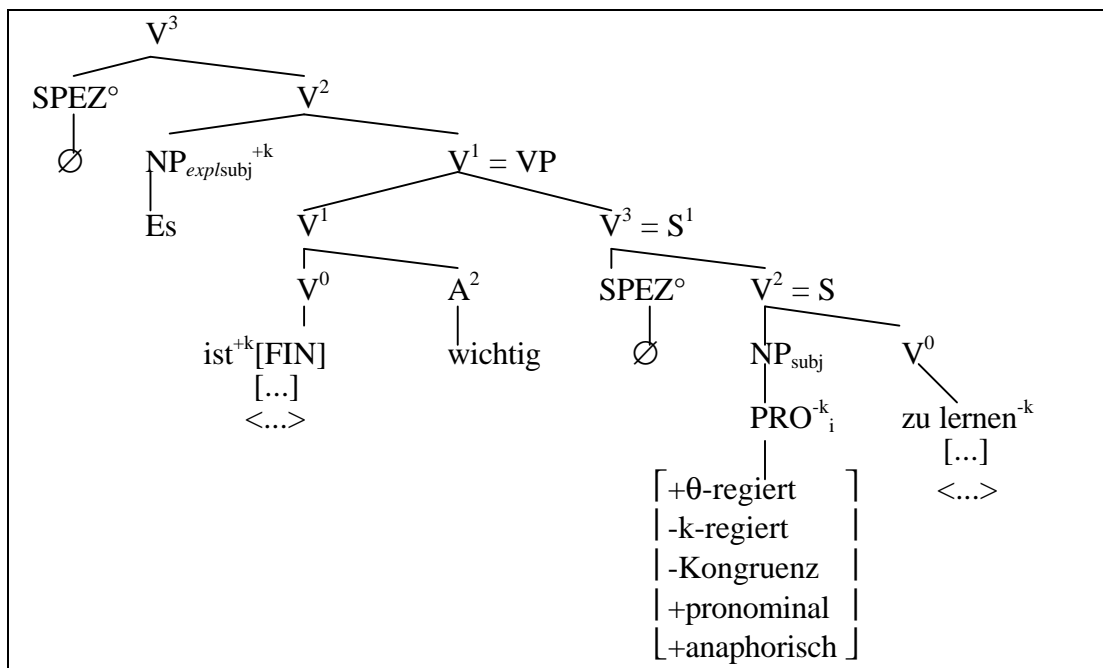 V³
SPEZ° V²
∅ NP_explsubj^+k V¹ = VP
Es V¹ V³ = S¹
V⁰ A² SPEZ° V² = S
ist^+k[FIN] wichtig ∅ NP_subj V⁰
[...] PRO^-k_i zu lernen^-k
<...> [...]
+θ-regiert <...>
-k-regiert
-Kongruenz
+pronominal
+anaphorisch